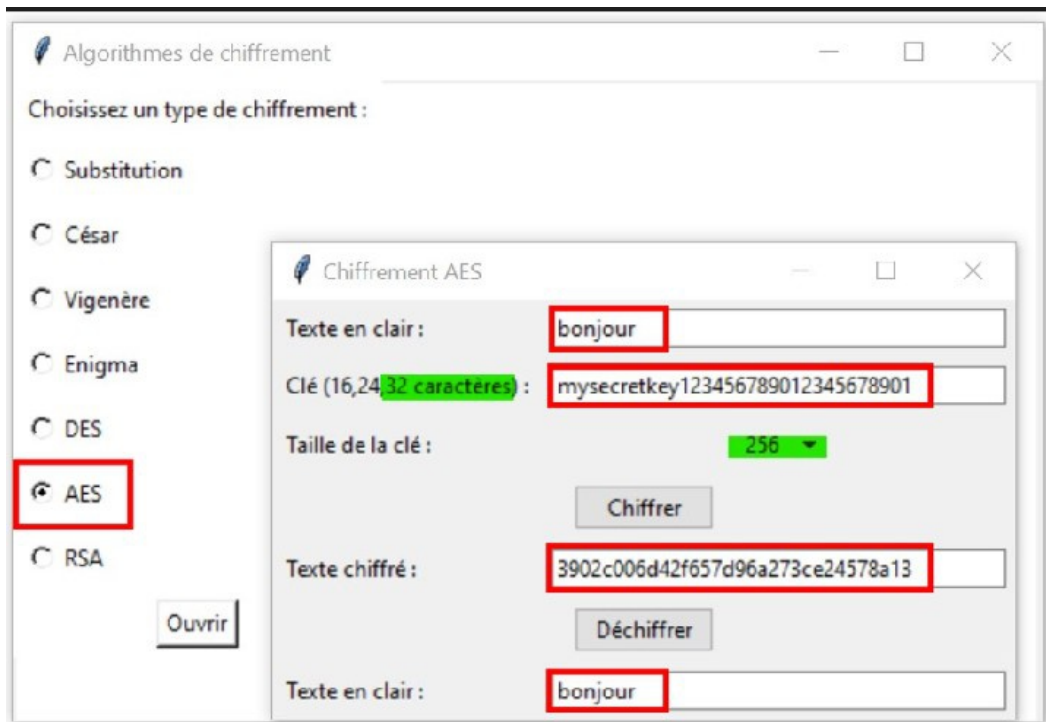 Algorithmes de chiffrement
Choisissez un type de chiffrement :
Substitution
César
Vigenère
Enigma
DES
AES
RSA
Ouvrir
Chiffrement AES
Texte en clair : bonjour
Clé (16,24,32 caractères) : mysecretkey123456789012345678901
Taille de la clé : 256
Chiffrer
Texte chiffré : 3902c006d42f657d96a273ce24578a13
Déchiffrer
Texte en clair : bonjour